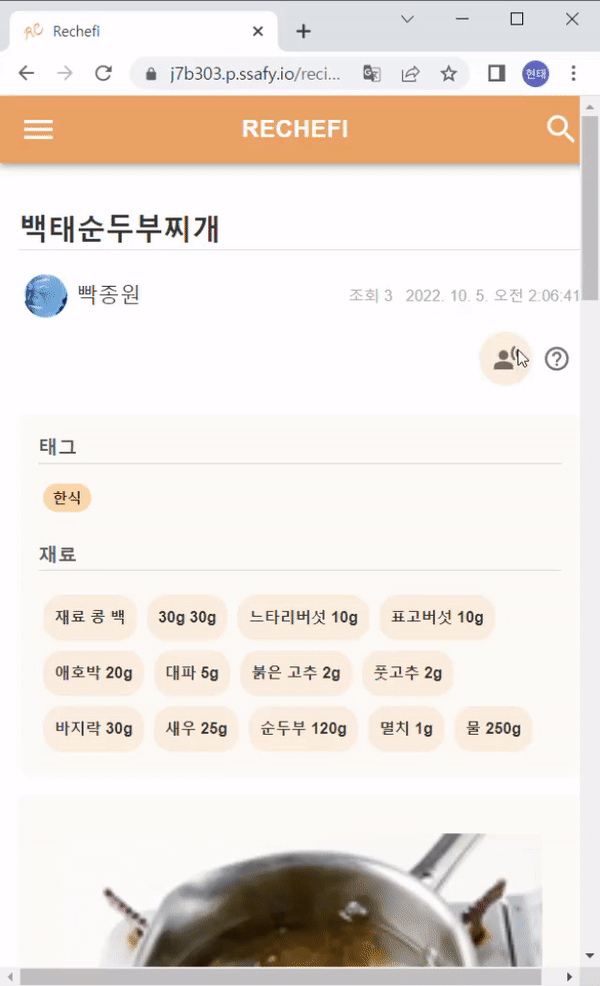 RC Rechefi
j7b303.p.ssafy.io/reci...
현태
RECHEFI
백태순두부찌개
빡종원
조회 3 2022. 10. 5. 오전 2:06:41
태그
한식
재료
재료 콩 백 30g 30g 느타리버섯 10g 표고버섯 10g
애호박 20g 대파 5g 붉은 고추 2g 풋고추 2g
바지락 30g 새우 25g 순두부 120g 멸치 1g 물 250g